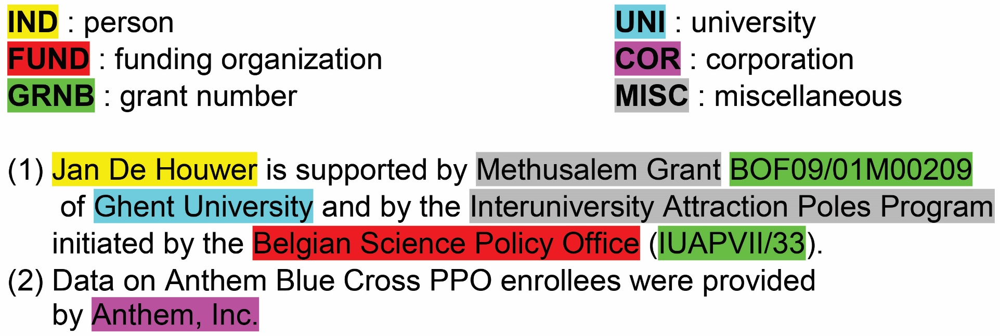 IND : person
UNI : university
FUND : funding organization
COR : corporation
GRNB : grant number
MISC : miscellaneous
(1) Jan De Houwer is supported by Methusalem Grant BOF09/01M00209
of Ghent University and by the Interuniversity Attraction Poles Program
initiated by the Belgian Science Policy Office (IUAPVII/33).
(2) Data on Anthem Blue Cross PPO enrollees were provided
by Anthem, Inc.